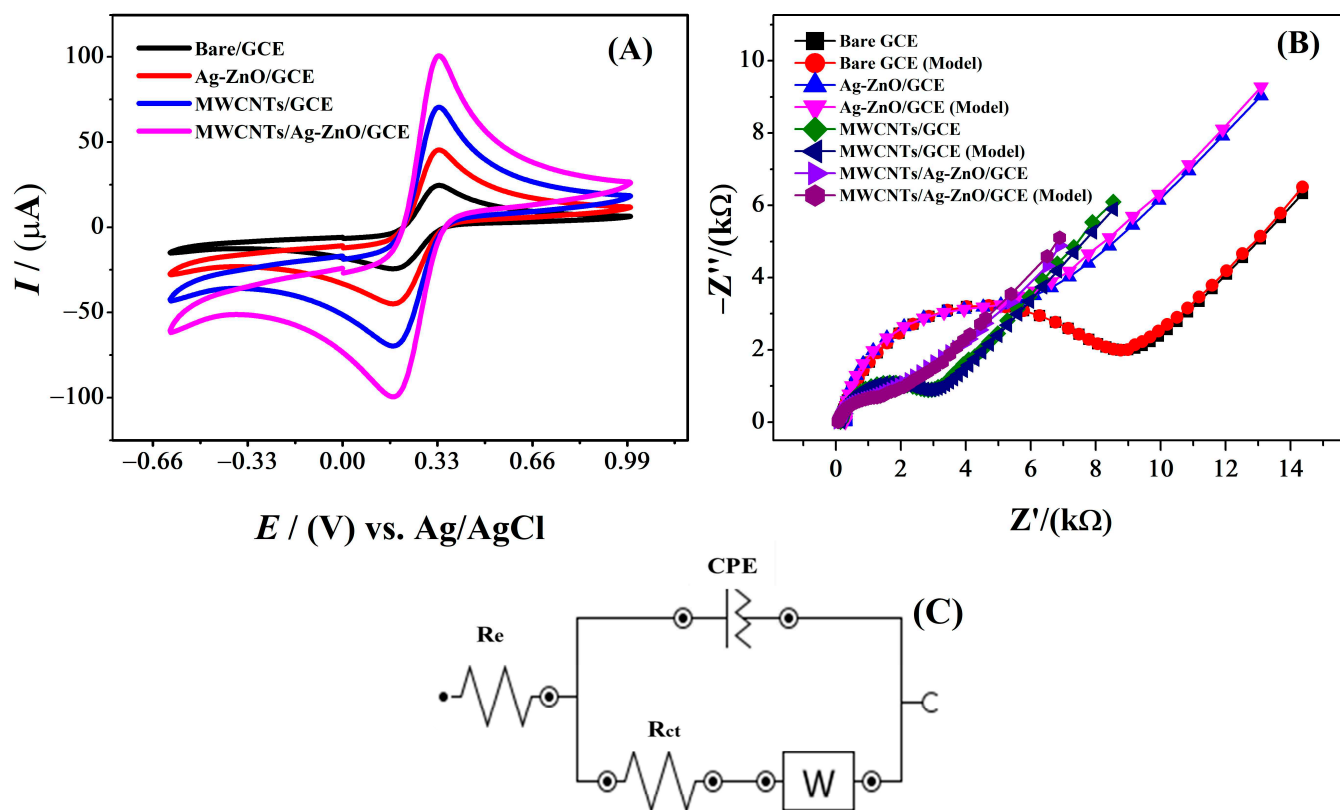 (A)
Bare/GCE
Ag-ZnO/GCE
MWCNTs/GCE
MWCNTs/Ag-ZnO/GCE
I / (μA)
100
50
0
−50
−100
−0.66 −0.33 0.00 0.33 0.66 0.99
E / (V) vs. Ag/AgCl
(B)
Bare GCE
Bare GCE (Model)
Ag-ZnO/GCE
Ag-ZnO/GCE (Model)
MWCNTs/GCE
MWCNTs/GCE (Model)
MWCNTs/Ag-ZnO/GCE
MWCNTs/Ag-ZnO/GCE (Model)
−Z''/(kΩ)
10
8
6
4
2
0
0 2 4 6 8 10 12 14
Z'/(kΩ)
(C)
CPE
Re
Rct
W